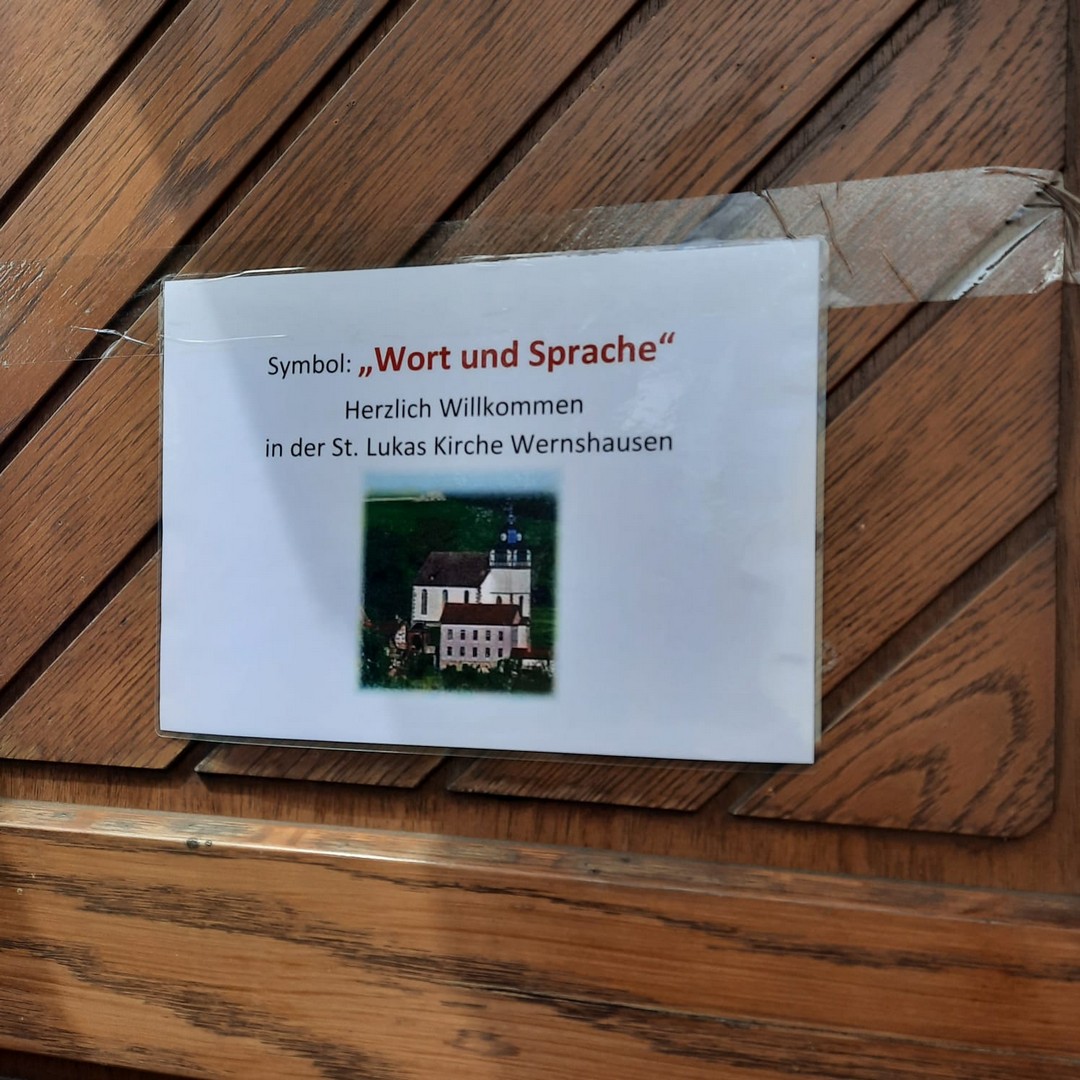 Symbol: „Wort und Sprache“
Herzlich Willkommen
in der St. Lukas Kirche Wernshausen